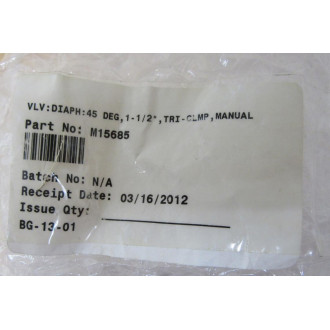 VLV:DIAPH:45 DEG,1-1/2",TRI-CLMP,MANUAL
Part No: M15685
Batch No: N/A
Receipt Date: 03/16/2012
Issue Qty:
BG-13-01